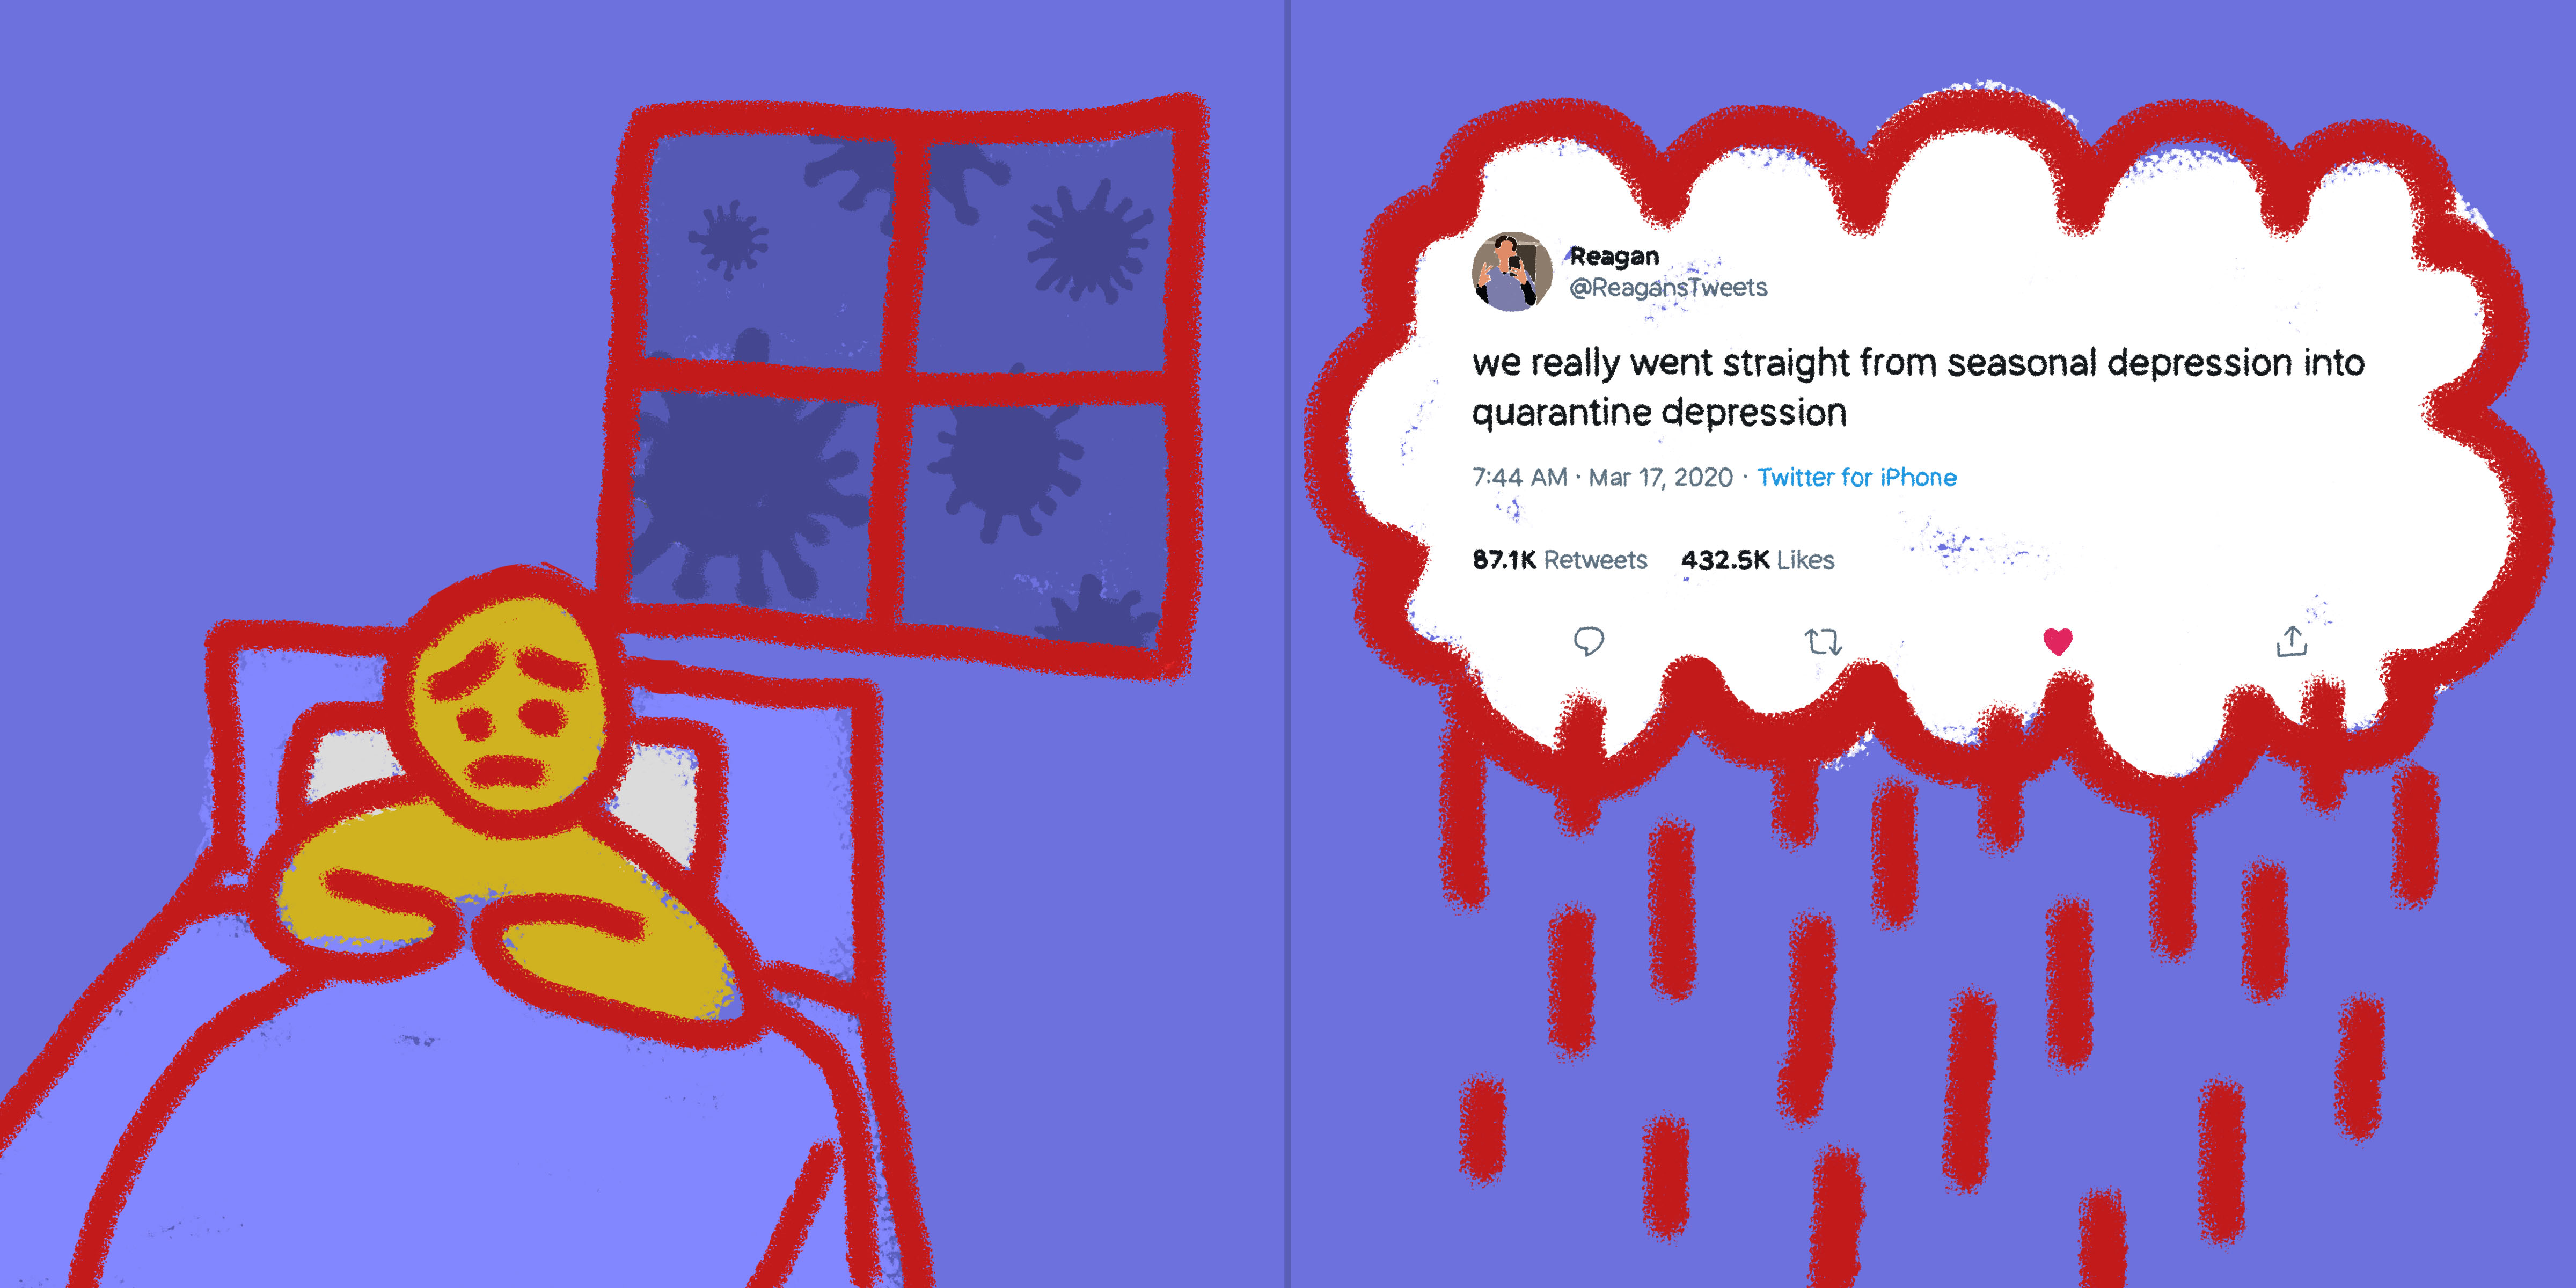 Reagan
@ReagansTweets
we really went straight from seasonal depression into
quarantine depression
7:44 AM · Mar 17, 2020 · Twitter for iPhone
87.1K Retweets 432.5K Likes